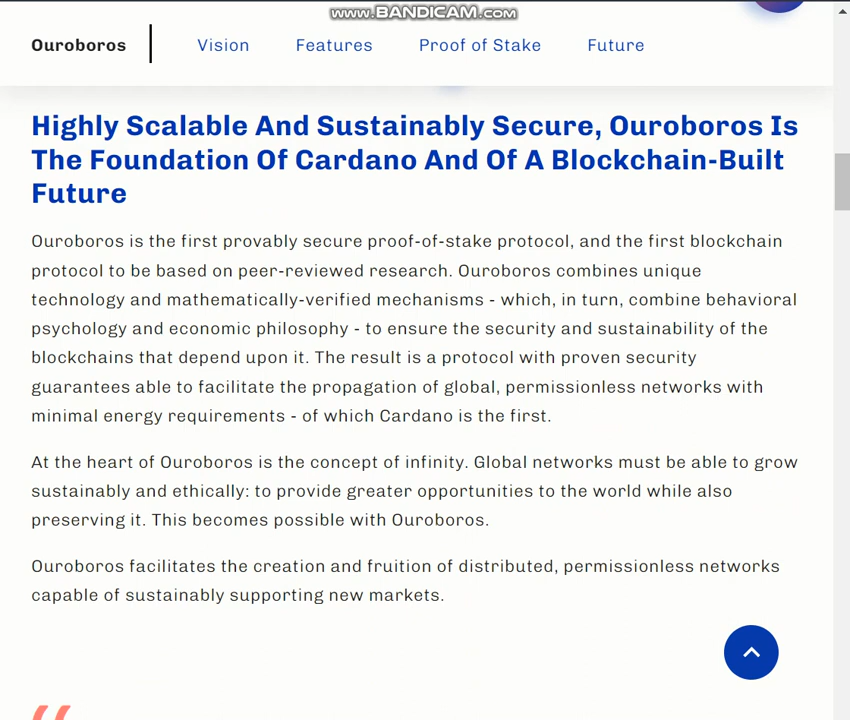 www.BANDICAM.com
Ouroboros
Vision
Features
Proof of Stake
Future
Highly Scalable And Sustainably Secure, Ouroboros Is
The Foundation Of Cardano And Of A Blockchain-Built
Future
Ouroboros is the first provably secure proof-of-stake protocol, and the first blockchain
protocol to be based on peer-reviewed research. Ouroboros combines unique
technology and mathematically-verified mechanisms - which, in turn, combine behavioral
psychology and economic philosophy - to ensure the security and sustainability of the
blockchains that depend upon it. The result is a protocol with proven security
guarantees able to facilitate the propagation of global, permissionless networks with
minimal energy requirements - of which Cardano is the first.
At the heart of Ouroboros is the concept of infinity. Global networks must be able to grow
sustainably and ethically: to provide greater opportunities to the world while also
preserving it. This becomes possible with Ouroboros.
Ouroboros facilitates the creation and fruition of distributed, permissionless networks
capable of sustainably supporting new markets.